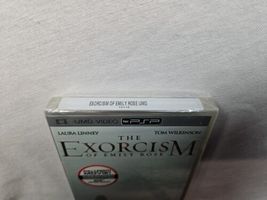 EXORCISM OF EMILY ROSE UMD
UMD VIDEO PSP
LAURA LINNEY TOM WILKINSON
THE
EXORCISM
OF EMILY ROSE